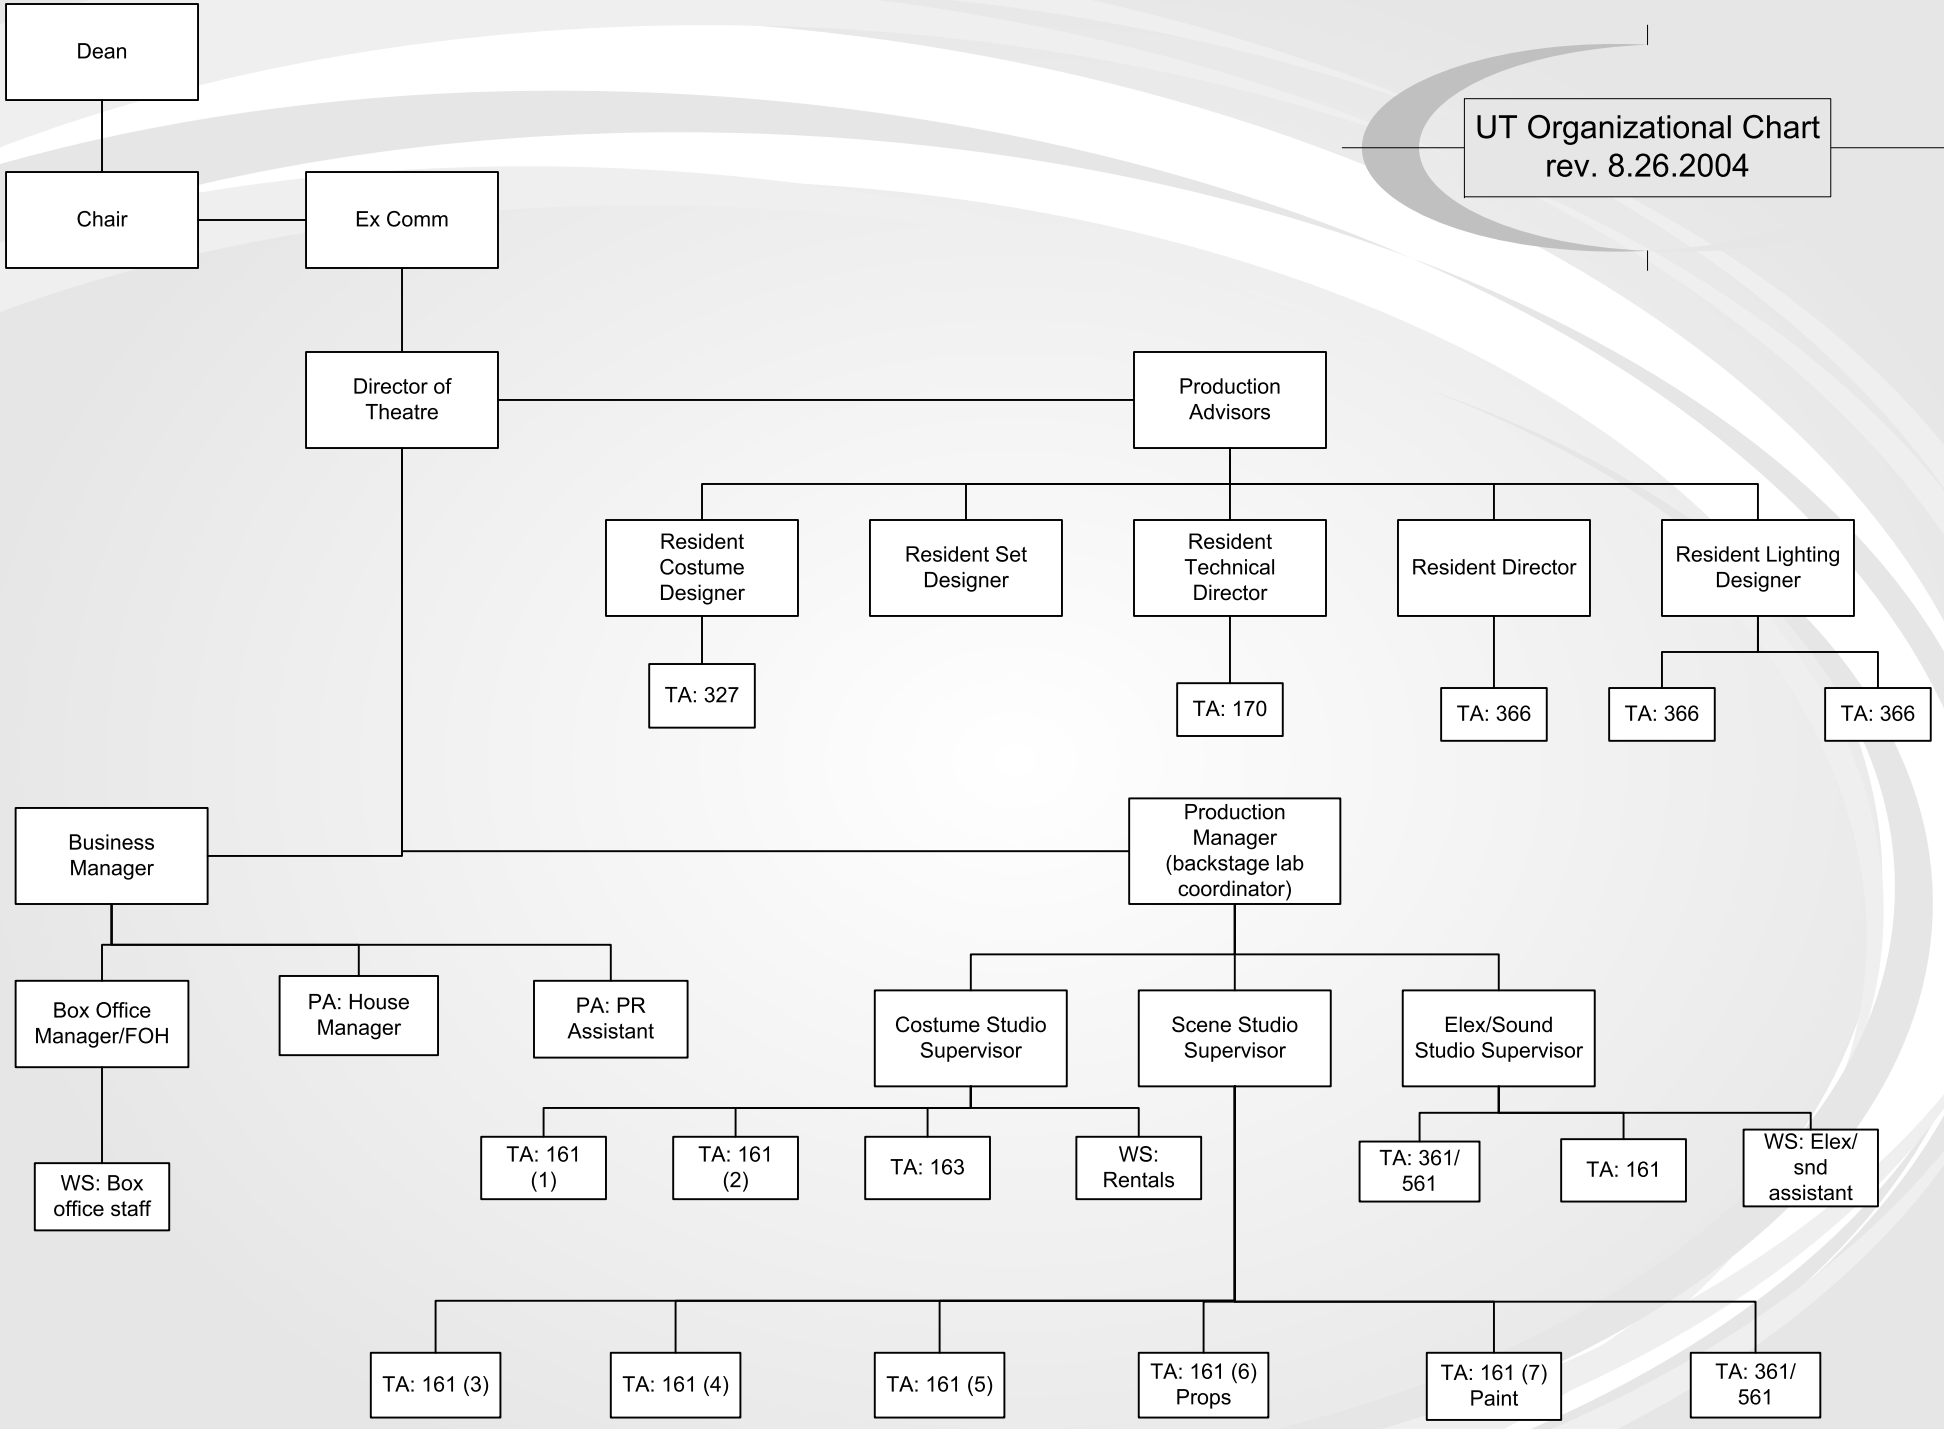 Dean
UT Organizational Chart
rev. 8.26.2004
Chair
Ex Comm
Director of
Theatre
Production
Advisors
Resident
Costume
Designer
Resident Set
Designer
Resident
Technical
Director
Resident Director
Resident Lighting
Designer
TA: 327
TA: 170
TA: 366
TA: 366
TA: 366
Business
Manager
Production
Manager
(backstage lab
coordinator)
Box Office
Manager/FOH
PA: House
Manager
PA: PR
Assistant
Costume Studio
Supervisor
Scene Studio
Supervisor
Elex/Sound
Studio Supervisor
WS: Box
office staff
TA: 161
(1)
TA: 161
(2)
TA: 163
WS:
Rentals
TA: 361/
561
TA: 161
WS: Elex/
snd
assistant
TA: 161 (3)
TA: 161 (4)
TA: 161 (5)
TA: 161 (6)
Props
TA: 161 (7)
Paint
TA: 361/
561